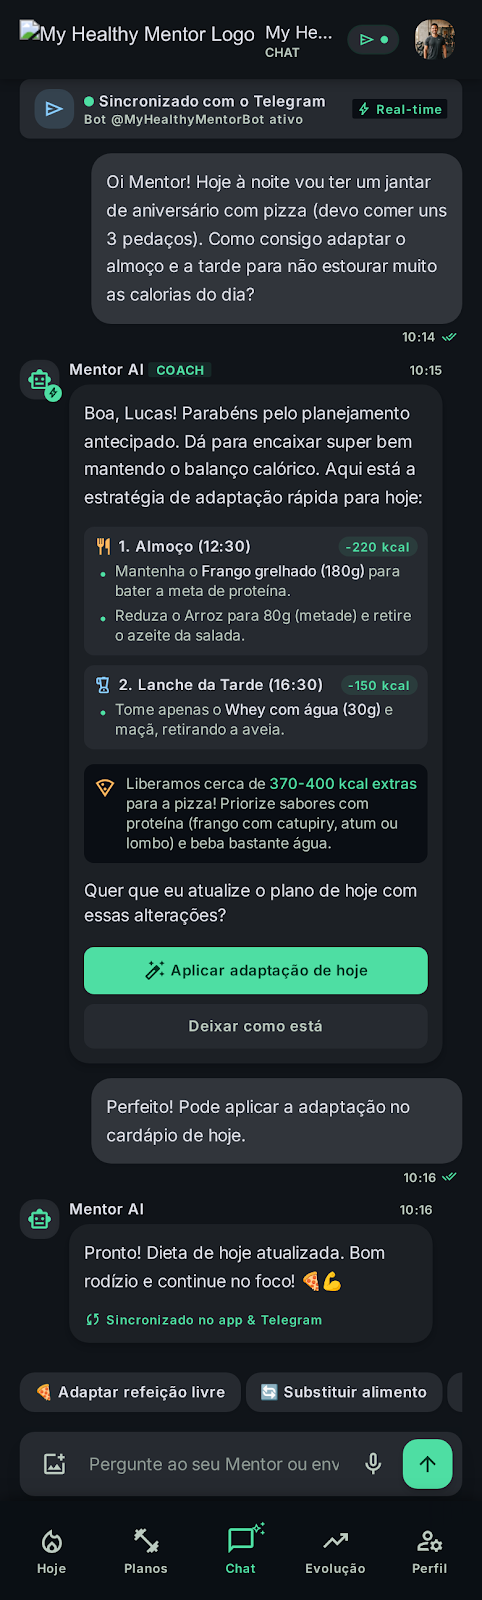 My Healthy Mentor Logo
My He...
CHAT
Sincronizado com o Telegram
Bot @MyHealthyMentorBot ativo
Real-time
Oi Mentor! Hoje à noite vou ter um jantar
de aniversário com pizza (devo comer uns
3 pedaços). Como consigo adaptar o
almoço e a tarde para não estourar muito
as calorias do dia?
10:14
Mentor AI COACH 10:15
Boa, Lucas! Parabéns pelo planejamento
antecipado. Dá para encaixar super bem
mantendo o balanço calórico. Aqui está a
estratégia de adaptação rápida para hoje:
1. Almoço (12:30) -220 kcal
• Mantenha o Frango grelhado (180g) para
bater a meta de proteína.
• Reduza o Arroz para 80g (metade) e retire
o azeite da salada.
2. Lanche da Tarde (16:30) -150 kcal
• Tome apenas o Whey com água (30g) e
maçã, retirando a aveia.
Liberamos cerca de 370-400 kcal extras
para a pizza! Priorize sabores com
proteína (frango com catupiry, atum ou
lombo) e beba bastante água.
Quer que eu atualize o plano de hoje com
essas alterações?
Aplicar adaptação de hoje
Deixar como está
Perfeito! Pode aplicar a adaptação no
cardápio de hoje.
10:16
Mentor AI 10:16
Pronto! Dieta de hoje atualizada. Bom
rodízio e continue no foco! 🍕💪
Sincronizado no app & Telegram
🍕 Adaptar refeição livre
🔄 Substituir alimento
Pergunte ao seu Mentor ou env
Hoje
Planos
Chat
Evolução
Perfil